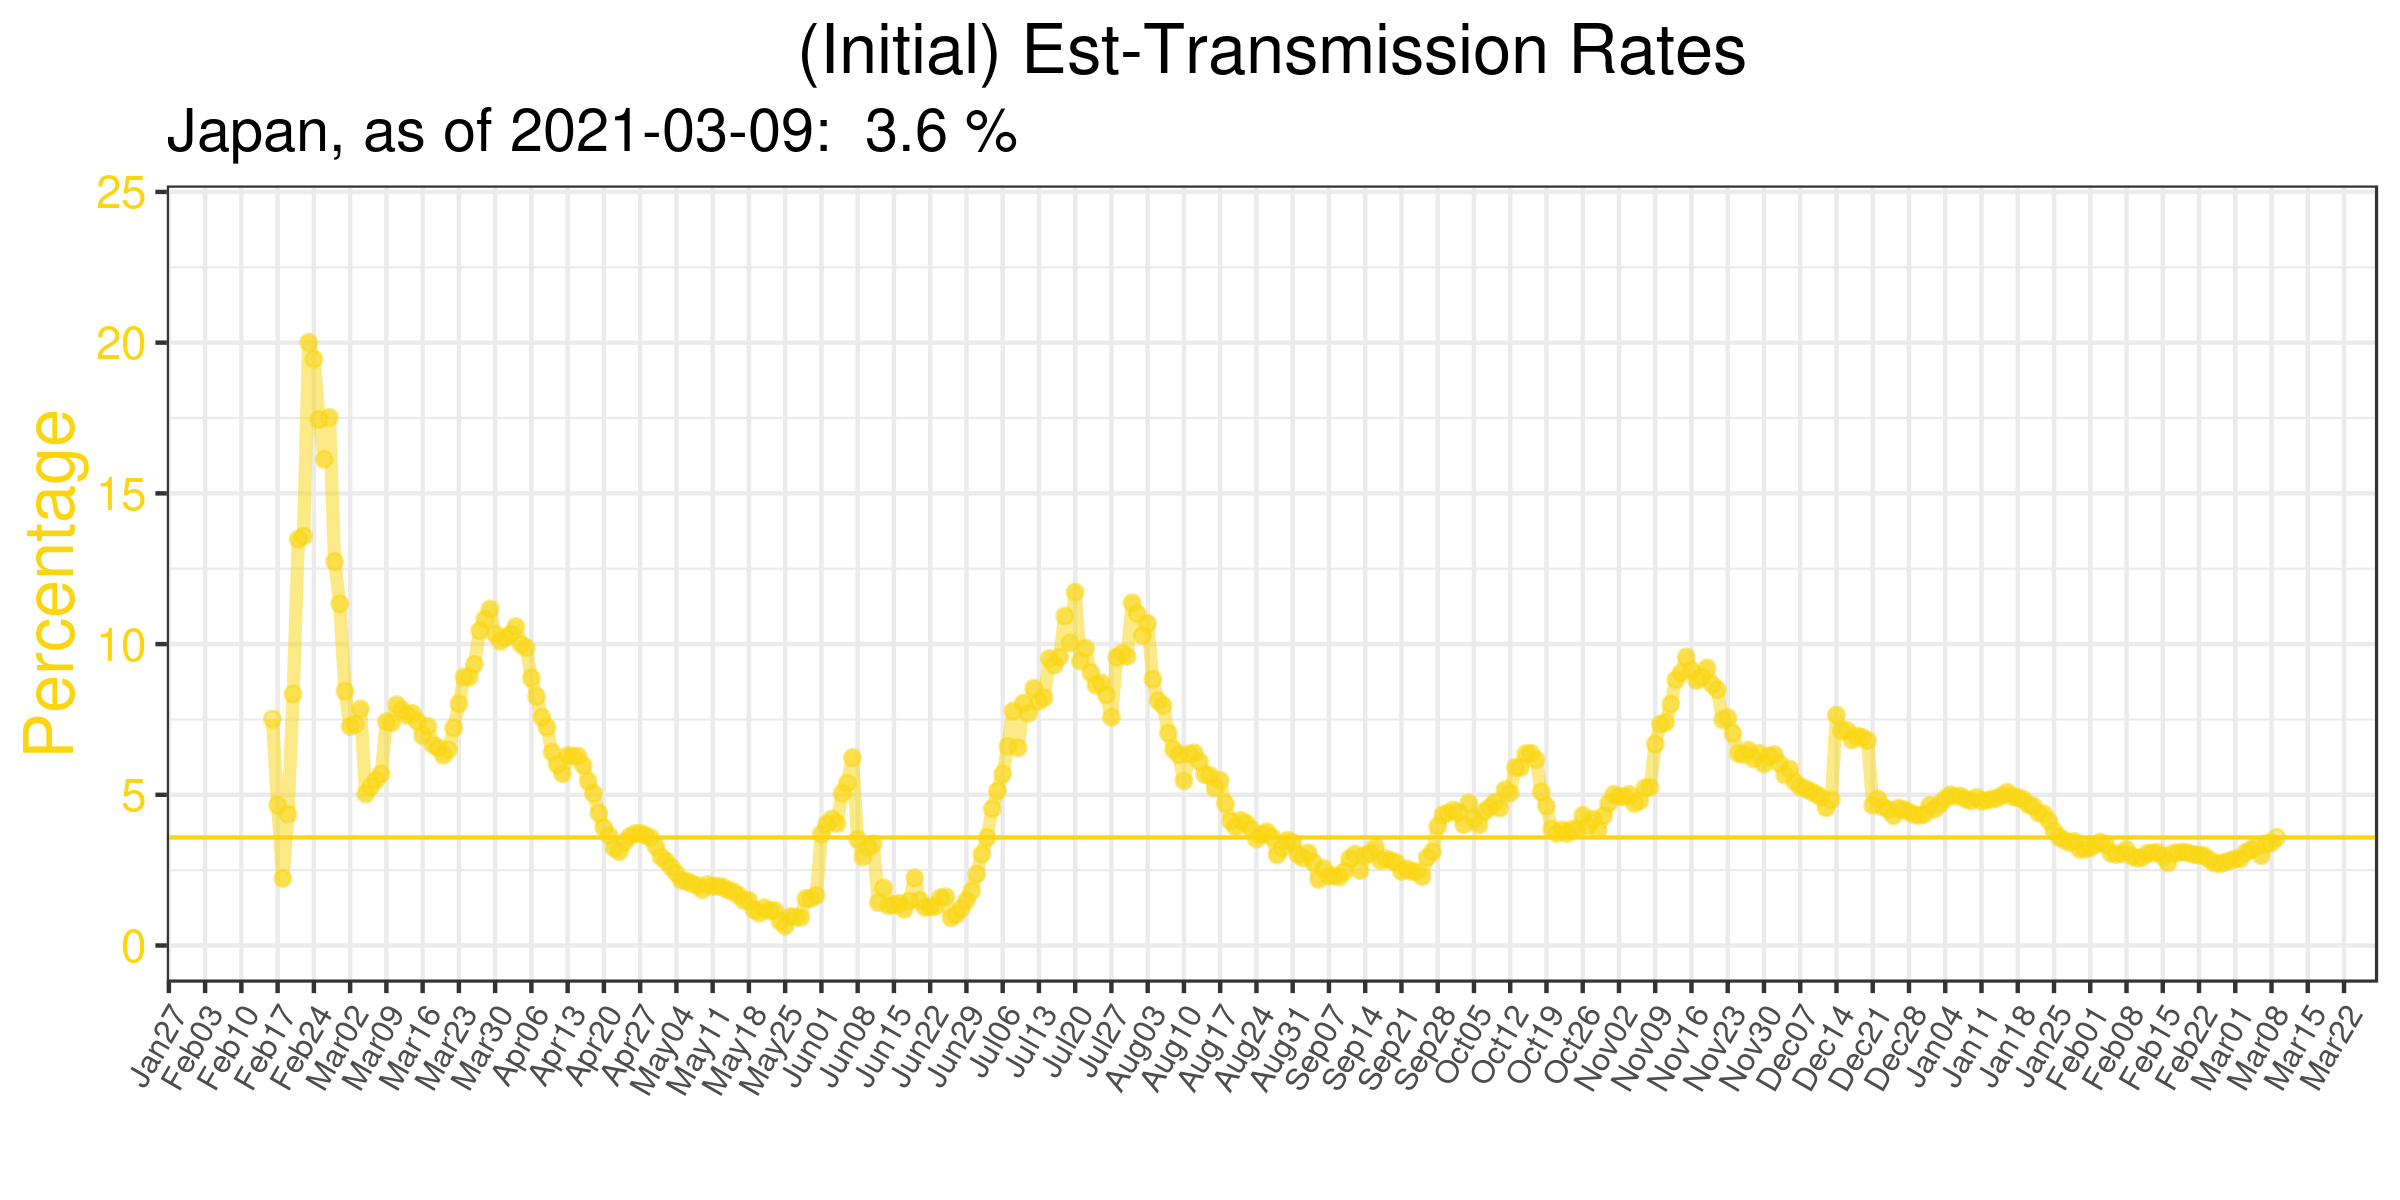 (Initial) Est-Transmission Rates
Japan, as of 2021-03-09:  3.6 %
Percentage
25
20
15
10
5
0
Jan27
Feb03
Feb10
Feb17
Feb24
Mar02
Mar09
Mar16
Mar23
Mar30
Apr06
Apr13
Apr20
Apr27
May04
May11
May18
May25
Jun01
Jun08
Jun15
Jun22
Jun29
Jul06
Jul13
Jul20
Jul27
Aug03
Aug10
Aug17
Aug24
Aug31
Sep07
Sep14
Sep21
Sep28
Oct05
Oct12
Oct19
Oct26
Nov02
Nov09
Nov16
Nov23
Nov30
Dec07
Dec14
Dec21
Dec28
Jan04
Jan11
Jan18
Jan25
Feb01
Feb08
Feb15
Feb22
Mar01
Mar08
Mar15
Mar22